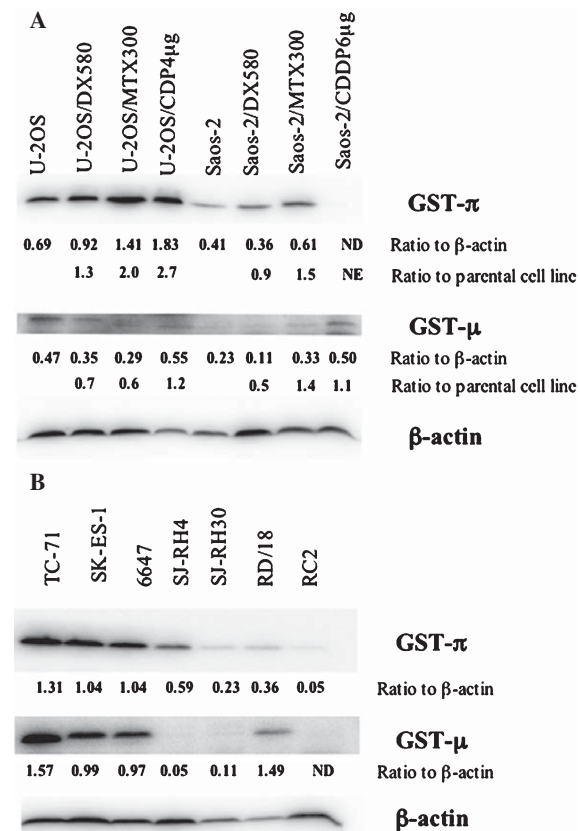 A
U-2OS
U-2OS/DX580
U-2OS/MTX300
U-2OS/CDP4µg
Saos-2
Saos-2/DX580
Saos-2/MTX300
Saos-2/CDDP6µg
GST-π
0.69 0.92 1.41 1.83 0.41 0.36 0.61 ND Ratio to β-actin
1.3 2.0 2.7 0.9 1.5 NE Ratio to parental cell line
GST-µ
0.47 0.35 0.29 0.55 0.23 0.11 0.33 0.50 Ratio to β-actin
0.7 0.6 1.2 0.5 1.4 1.1 Ratio to parental cell line
β-actin
B
TC-71
SK-ES-1
6647
SJ-RH4
SJ-RH30
RD/18
RC2
GST-π
1.31 1.04 1.04 0.59 0.23 0.36 0.05 Ratio to β-actin
GST-µ
1.57 0.99 0.97 0.05 0.11 1.49 ND Ratio to β-actin
β-actin